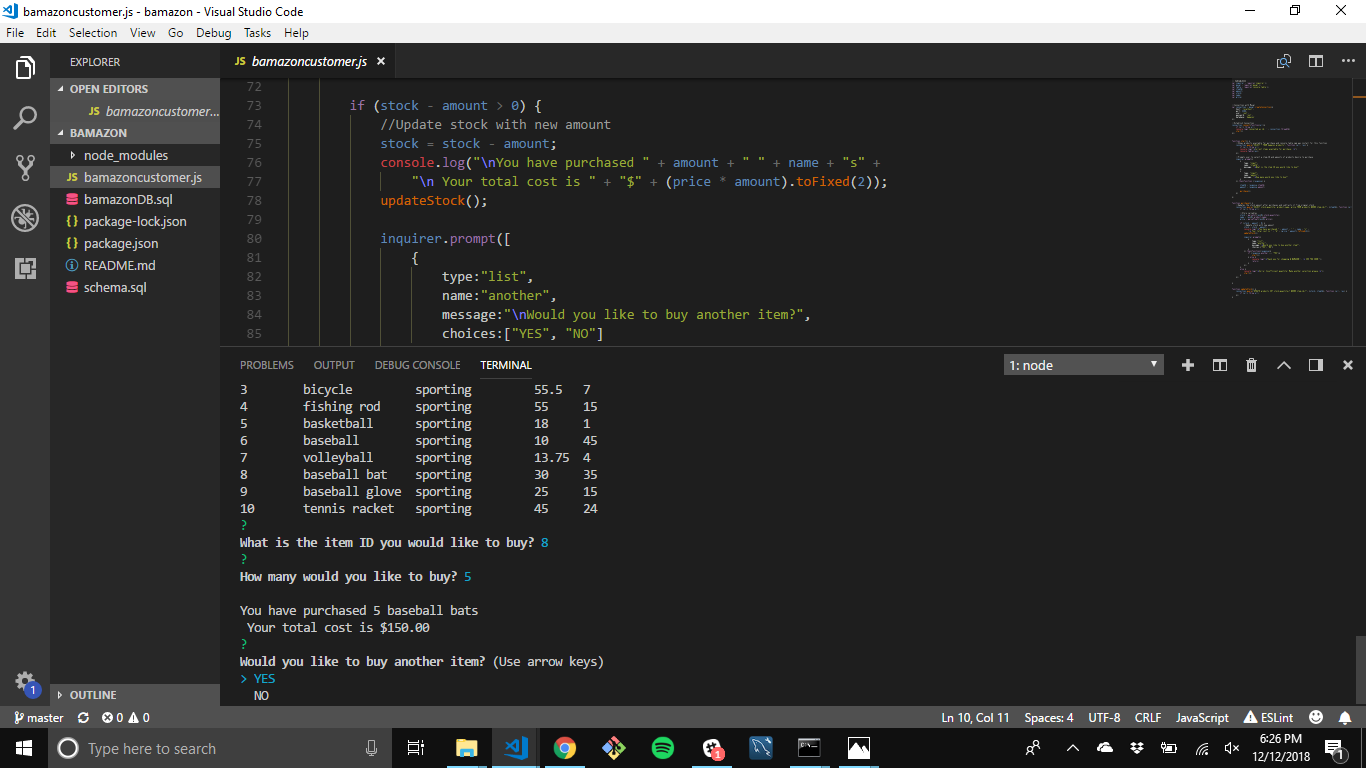 bamazoncustomer.js - bamazon - Visual Studio Code
File Edit Selection View Go Debug Tasks Help
EXPLORER
OPEN EDITORS
JS bamazoncustomer...
BAMAZON
node_modules
JS bamazoncustomer.js
bamazonDB.sql
{} package-lock.json
{} package.json
README.md
schema.sql
OUTLINE
JS bamazoncustomer.js
72
73 if (stock - amount > 0) {
74 //Update stock with new amount
75 stock = stock - amount;
76 console.log("\nYou have purchased " + amount + " " + name + "s" +
77 "\n Your total cost is " + "$" + (price * amount).toFixed(2));
78 updateStock();
79
80 inquirer.prompt([
81 {
82 type:"list",
83 name:"another",
84 message:"\nWould you like to buy another item?",
85 choices:["YES", "NO"]
PROBLEMS OUTPUT DEBUG CONSOLE TERMINAL 1: node
3 bicycle sporting 55.5 7
4 fishing rod sporting 55 15
5 basketball sporting 18 1
6 baseball sporting 10 45
7 volleyball sporting 13.75 4
8 baseball bat sporting 30 35
9 baseball glove sporting 25 15
10 tennis racket sporting 45 24
?
What is the item ID you would like to buy? 8
?
How many would you like to buy? 5
You have purchased 5 baseball bats
Your total cost is $150.00
?
Would you like to buy another item? (Use arrow keys)
> YES
NO
1
master 0 0 Ln 10, Col 11 Spaces: 4 UTF-8 CRLF JavaScript ESLint
Type here to search
1
6:26 PM
12/12/2018
1